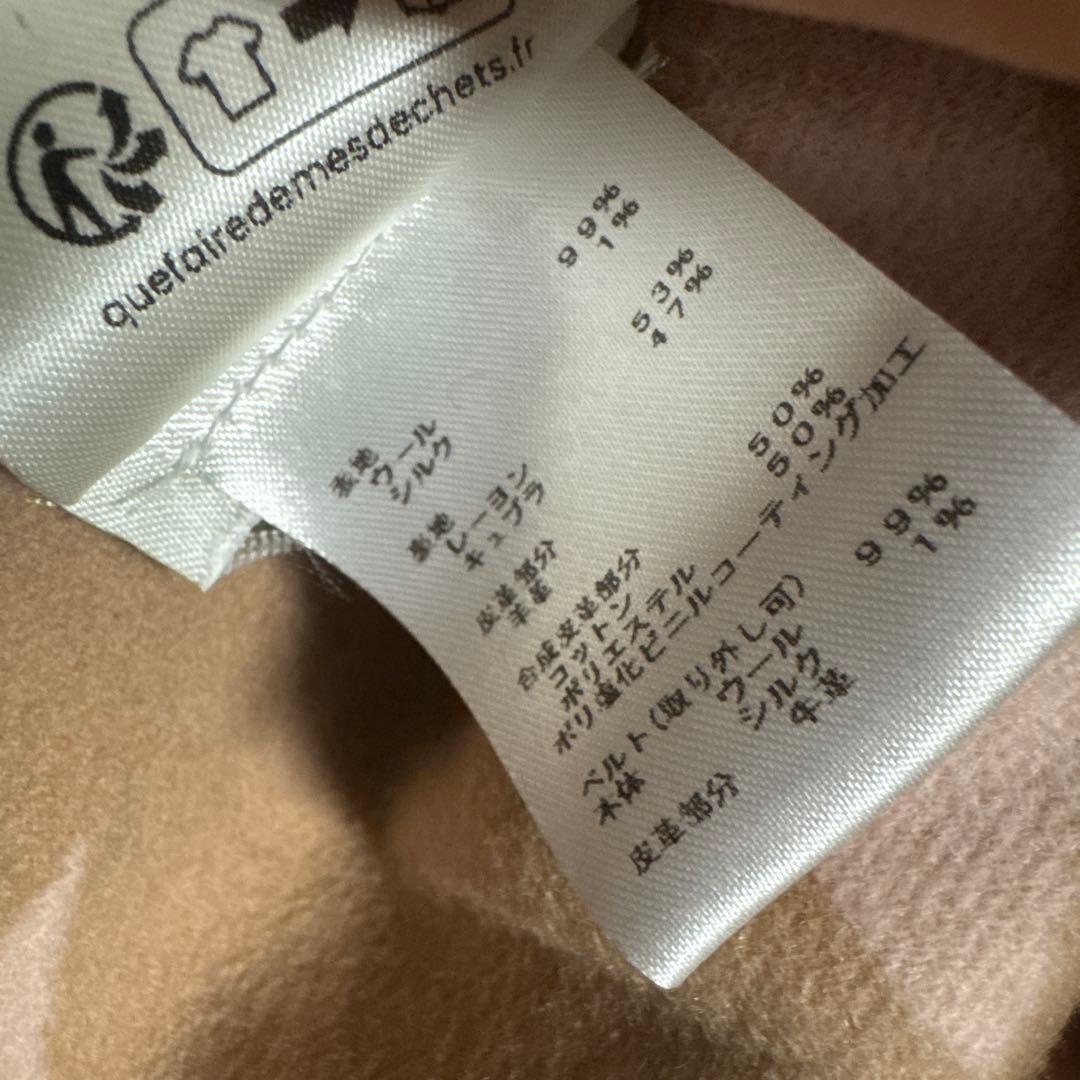 quefairedemesdechets.fr
表地
ウール 99%
シルク 1%
裏地
レーヨン 53%
キュプラ 47%
皮革部分
羊革
合成皮革部分
コットン 50%
ポリエステル 50%
ポリ塩化ビニルコーティング加工
ベルト(取り外し可)
本体 ウール 99%
シルク 1%
皮革部分 牛革